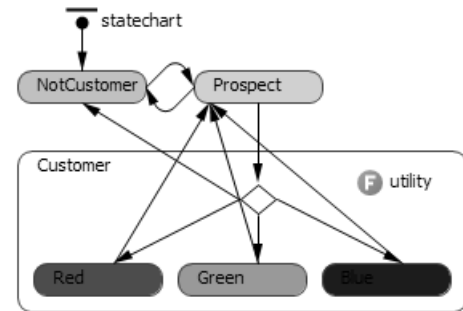 statechart
NotCustomer
Prospect
Customer
F utility
Red
Green
Blue